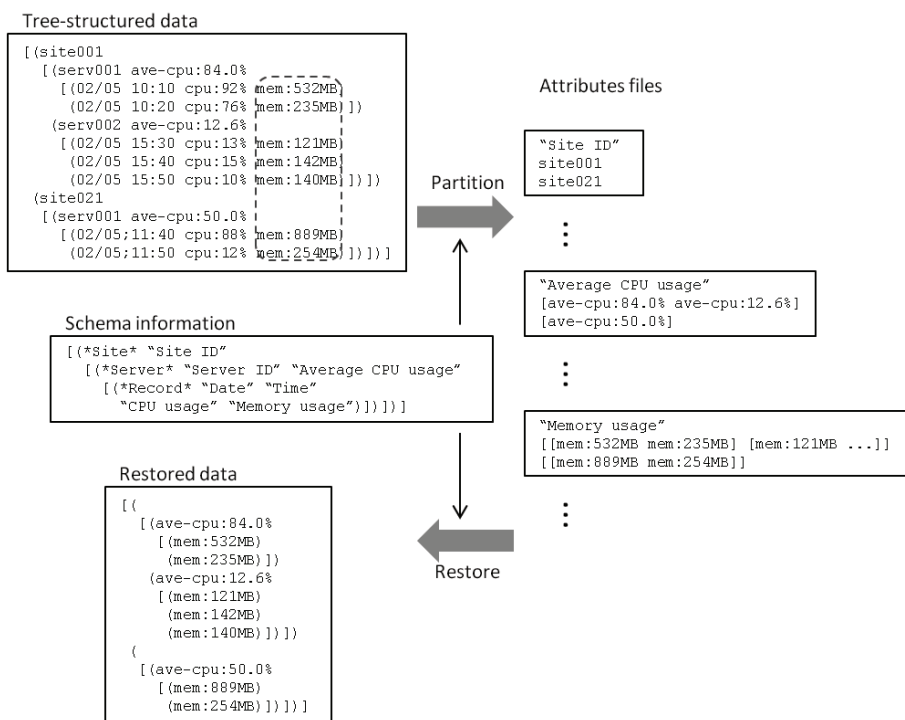 Tree-structured data
[(site001
[(serv001 ave-cpu:84.0%
[(02/05 10:10 cpu:92% mem:532MB)
(02/05 10:20 cpu:76% mem:235MB)])
(serv002 ave-cpu:12.6%
[(02/05 15:30 cpu:13% mem:121MB)
(02/05 15:40 cpu:15% mem:142MB)
(02/05 15:50 cpu:10% mem:140MB)])])
(site021
[(serv001 ave-cpu:50.0%
[(02/05;11:40 cpu:88% mem:889MB)
(02/05;11:50 cpu:12% mem:254MB)])])]
Partition
Attributes files
“Site ID”
site001
site021
“Average CPU usage”
[ave-cpu:84.0% ave-cpu:12.6%]
[ave-cpu:50.0%]
“Memory usage”
[[mem:532MB mem:235MB] [mem:121MB ...]]
[[mem:889MB mem:254MB]]
Schema information
[(*Site* “Site ID”
[(*Server* “Server ID” “Average CPU usage”
[(*Record* “Date” “Time”
“CPU usage” “Memory usage”)])])]
Restore
Restored data
[(
[(ave-cpu:84.0%
[(mem:532MB)
(mem:235MB)])
(ave-cpu:12.6%
[(mem:121MB)
(mem:142MB)
(mem:140MB)])])
(
[(ave-cpu:50.0%
[(mem:889MB)
(mem:254MB)])])]